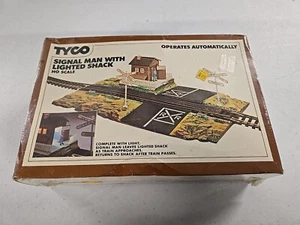 TYCO
OPERATES AUTOMATICALLY
SIGNAL MAN WITH
LIGHTED SHACK
HO SCALE
COMPLETE WITH LIGHT,
SIGNAL MAN LEAVES LIGHTED SHACK
AS TRAIN APPROACHES,
RETURNS TO SHACK AFTER TRAIN PASSES.